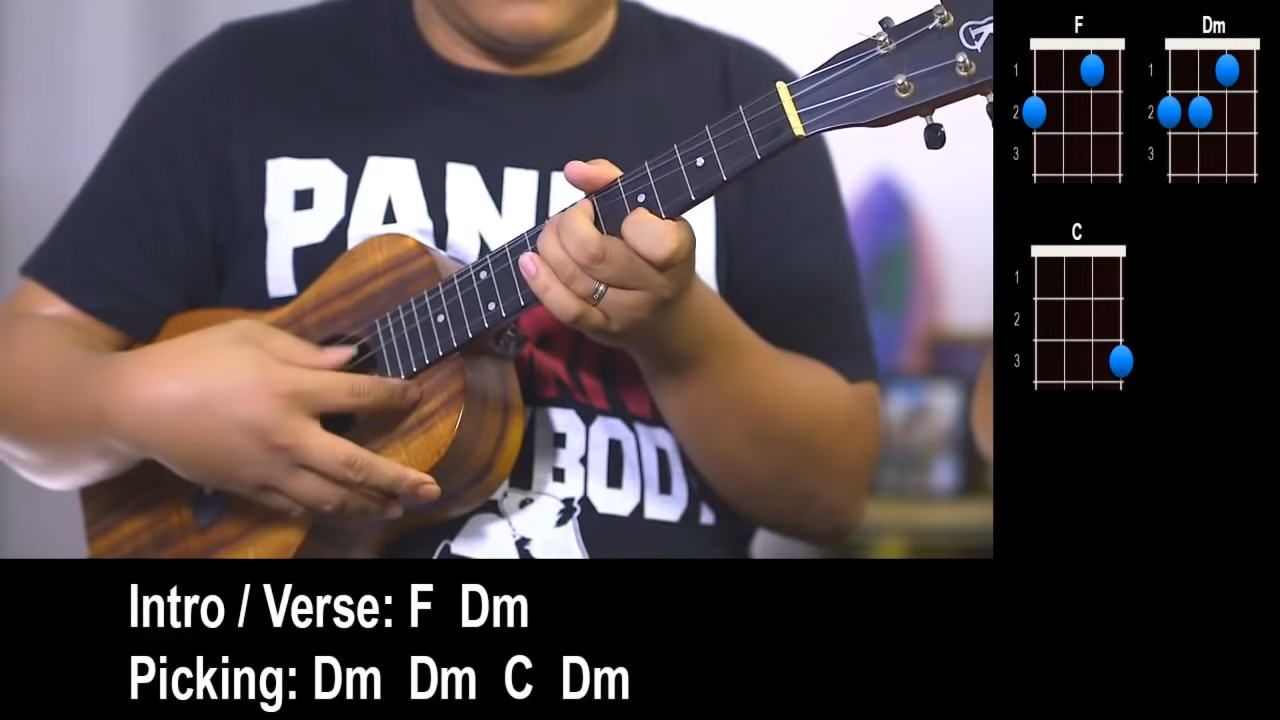 PAN
BOD
F Dm
1 1
2 2
3 3
C
1
2
3
Intro / Verse: F Dm
Picking: Dm Dm C Dm